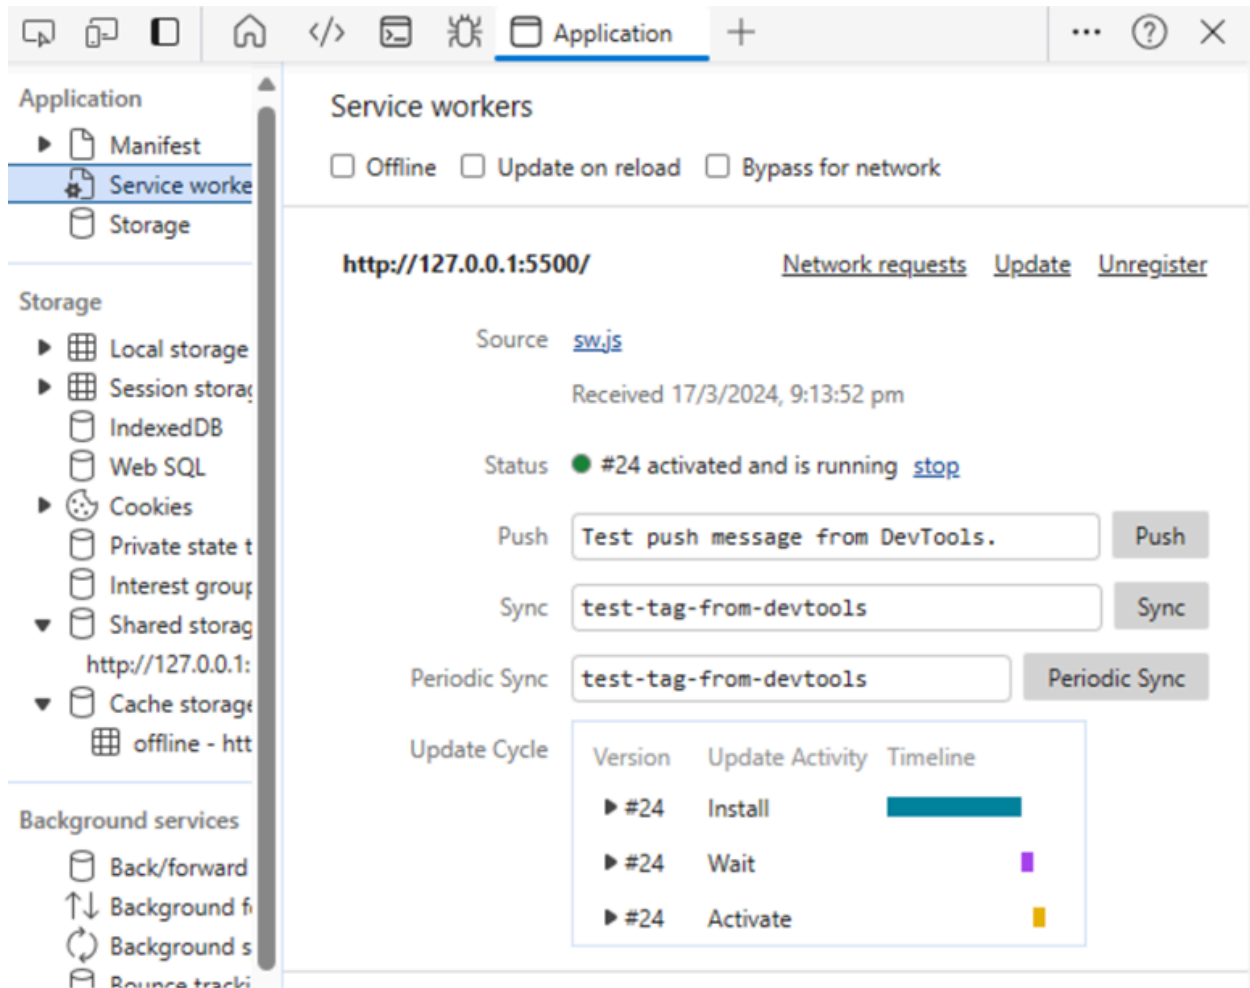 Application
Application
Manifest
Service worke
Storage
Storage
Local storage
Session storag
IndexedDB
Web SQL
Cookies
Private state t
Interest group
Shared storag
http://127.0.0.1:
Cache storage
offline - htt
Background services
Back/forward
Background f
Background s
Bounce tracki
Service workers
Offline Update on reload Bypass for network
http://127.0.0.1:5500/ Network requests Update Unregister
Source sw.js
Received 17/3/2024, 9:13:52 pm
Status #24 activated and is running stop
Push Test push message from DevTools. Push
Sync test-tag-from-devtools Sync
Periodic Sync test-tag-from-devtools Periodic Sync
Update Cycle Version Update Activity Timeline
#24 Install
#24 Wait
#24 Activate